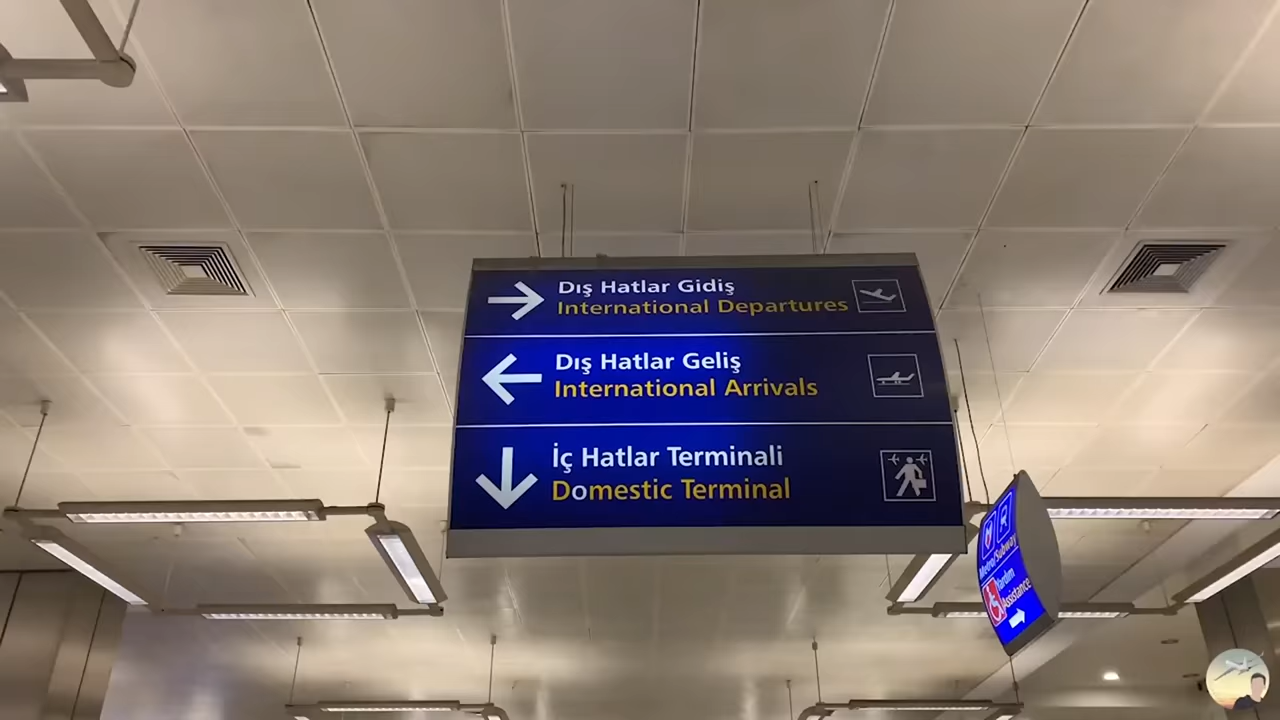 Dış Hatlar Gidiş
International Departures
Dış Hatlar Geliş
International Arrivals
İç Hatlar Terminali
Domestic Terminal
Metro/Subway
Yardım
Assistance